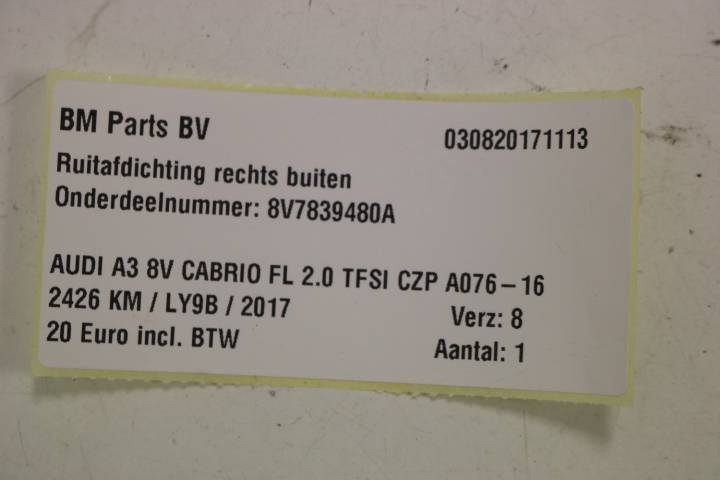 BM Parts BV 030820171113
Ruitafdichting rechts buiten
Onderdeelnummer: 8V7839480A
AUDI A3 8V CABRIO FL 2.0 TFSI CZP A076-16
2426 KM / LY9B / 2017 Verz: 8
20 Euro incl. BTW Aantal: 1